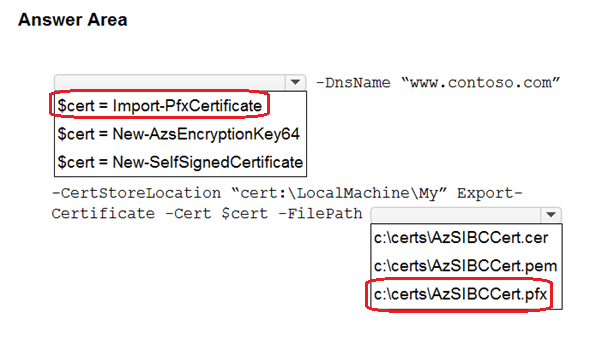 Answer Area
-DnsName “www.contoso.com”
$cert = Import-PfxCertificate
$cert = New-AzsEncryptionKey64
$cert = New-SelfSignedCertificate
-CertStoreLocation “cert:\LocalMachine\My” Export-
Certificate -Cert $cert -FilePath
c:\certs\AzSIBCCert.cer
c:\certs\AzSIBCCert.pem
c:\certs\AzSIBCCert.pfx